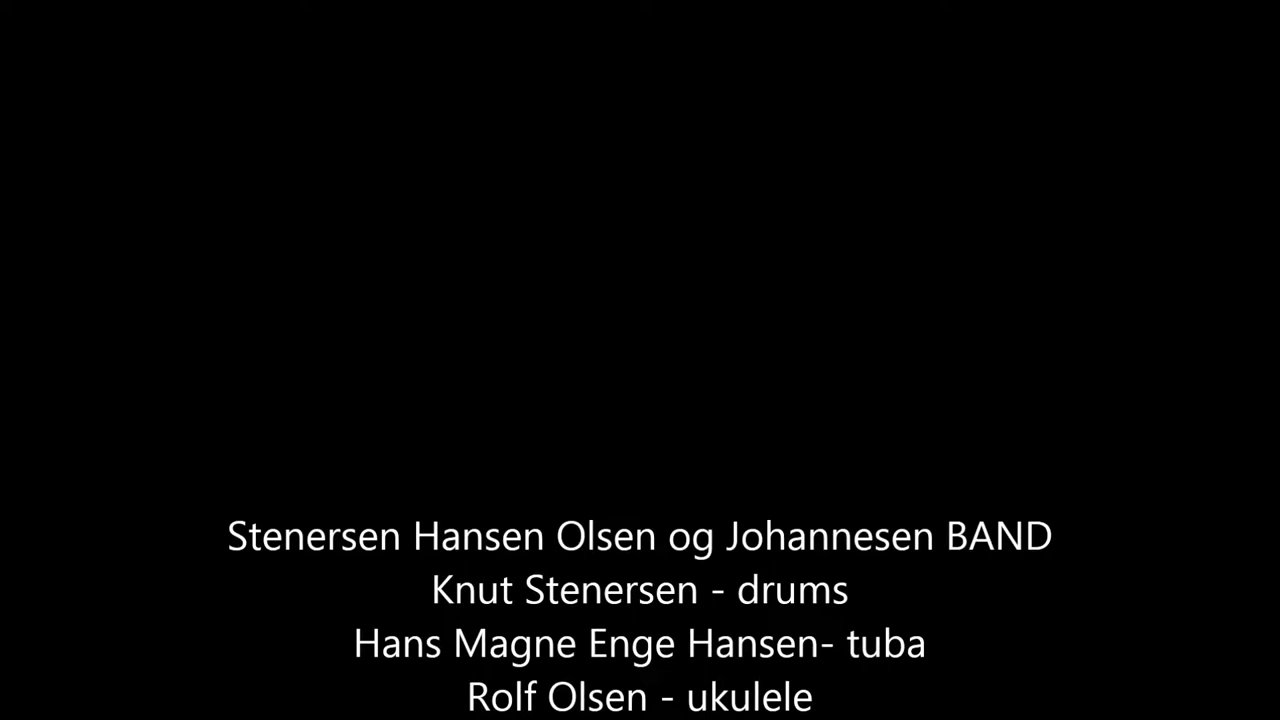 Stenersen Hansen Olsen og Johannesen BAND
Knut Stenersen - drums
Hans Magne Enge Hansen- tuba
Rolf Olsen - ukulele